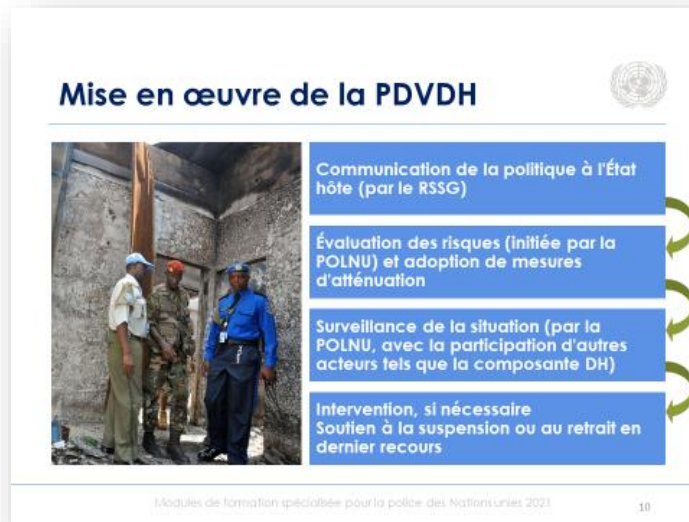 Mise en œuvre de la PDVDH
Communication de la politique à l'État
hôte (par le RSSG)
Évaluation des risques (initiée par la
POLNU) et adoption de mesures
d'atténuation
Surveillance de la situation (par la
POLNU, avec la participation d'autres
acteurs tels que la composante DH)
Intervention, si nécessaire
Soutien à la suspension ou au retrait en
dernier recours
Modules de formation spécialisée pour la police des Nations unies 2021
10